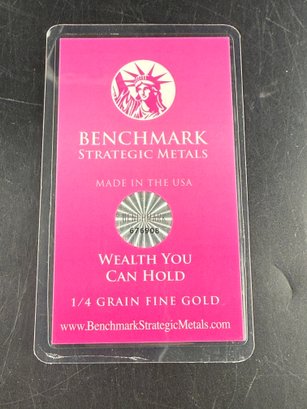 BENCHMARK
STRATEGIC METALS
MADE IN THE USA
BENCHMARK
676908
WEALTH YOU
CAN HOLD
1/4 GRAIN FINE GOLD
www.BenchmarkStrategicMetals.com